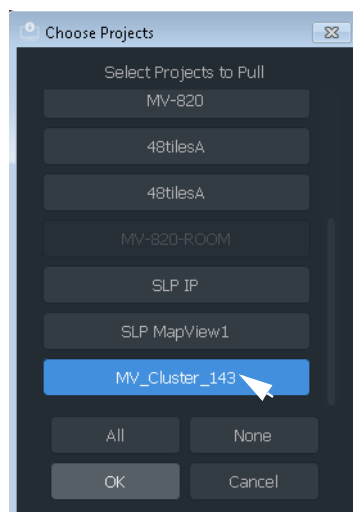 Choose Projects
Select Projects to Pull
MV-820
48tilesA
48tilesA
MV-820-ROOM
SLP IP
SLP MapView1
MV_Cluster_143
All None
OK Cancel